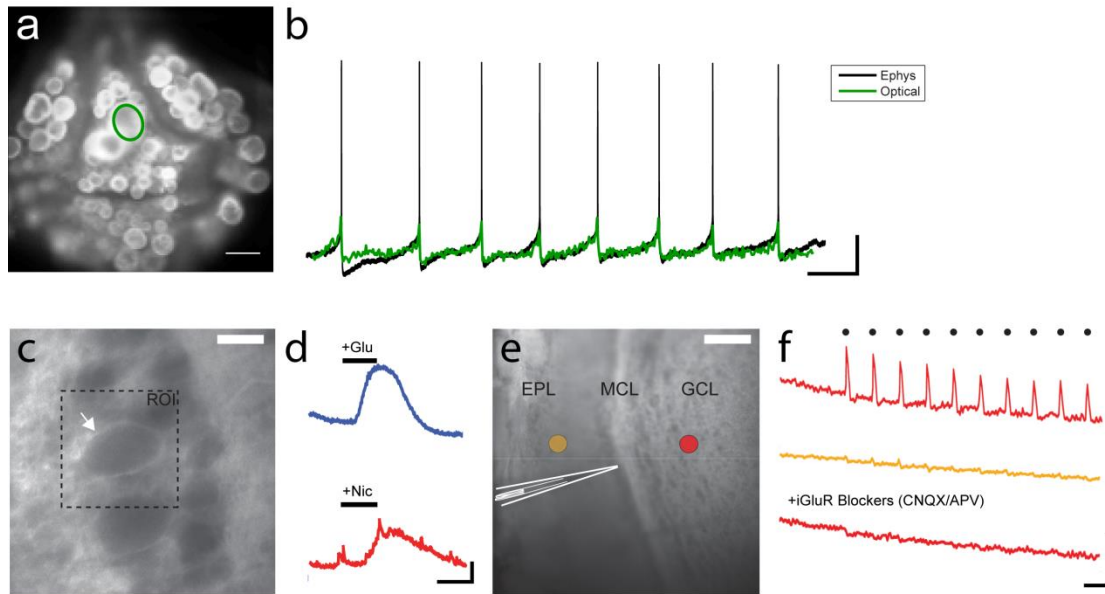 a
b
Ephys
Optical
c
ROI
d
+Glu
+Nic
e
EPL MCL GCL
f
+iGluR Blockers (CNQX/APV)